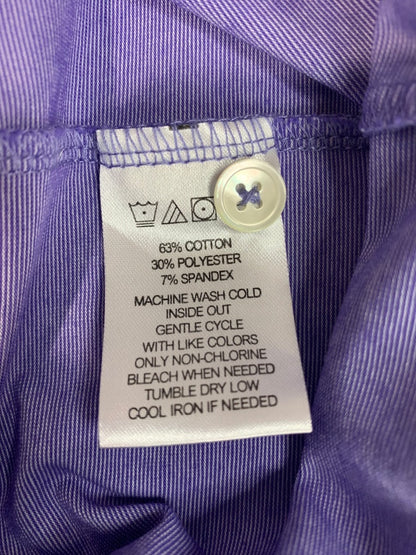 63% COTTON
30% POLYESTER
7% SPANDEX
MACHINE WASH COLD
INSIDE OUT
GENTLE CYCLE
WITH LIKE COLORS
ONLY NON-CHLORINE
BLEACH WHEN NEEDED
TUMBLE DRY LOW
COOL IRON IF NEEDED